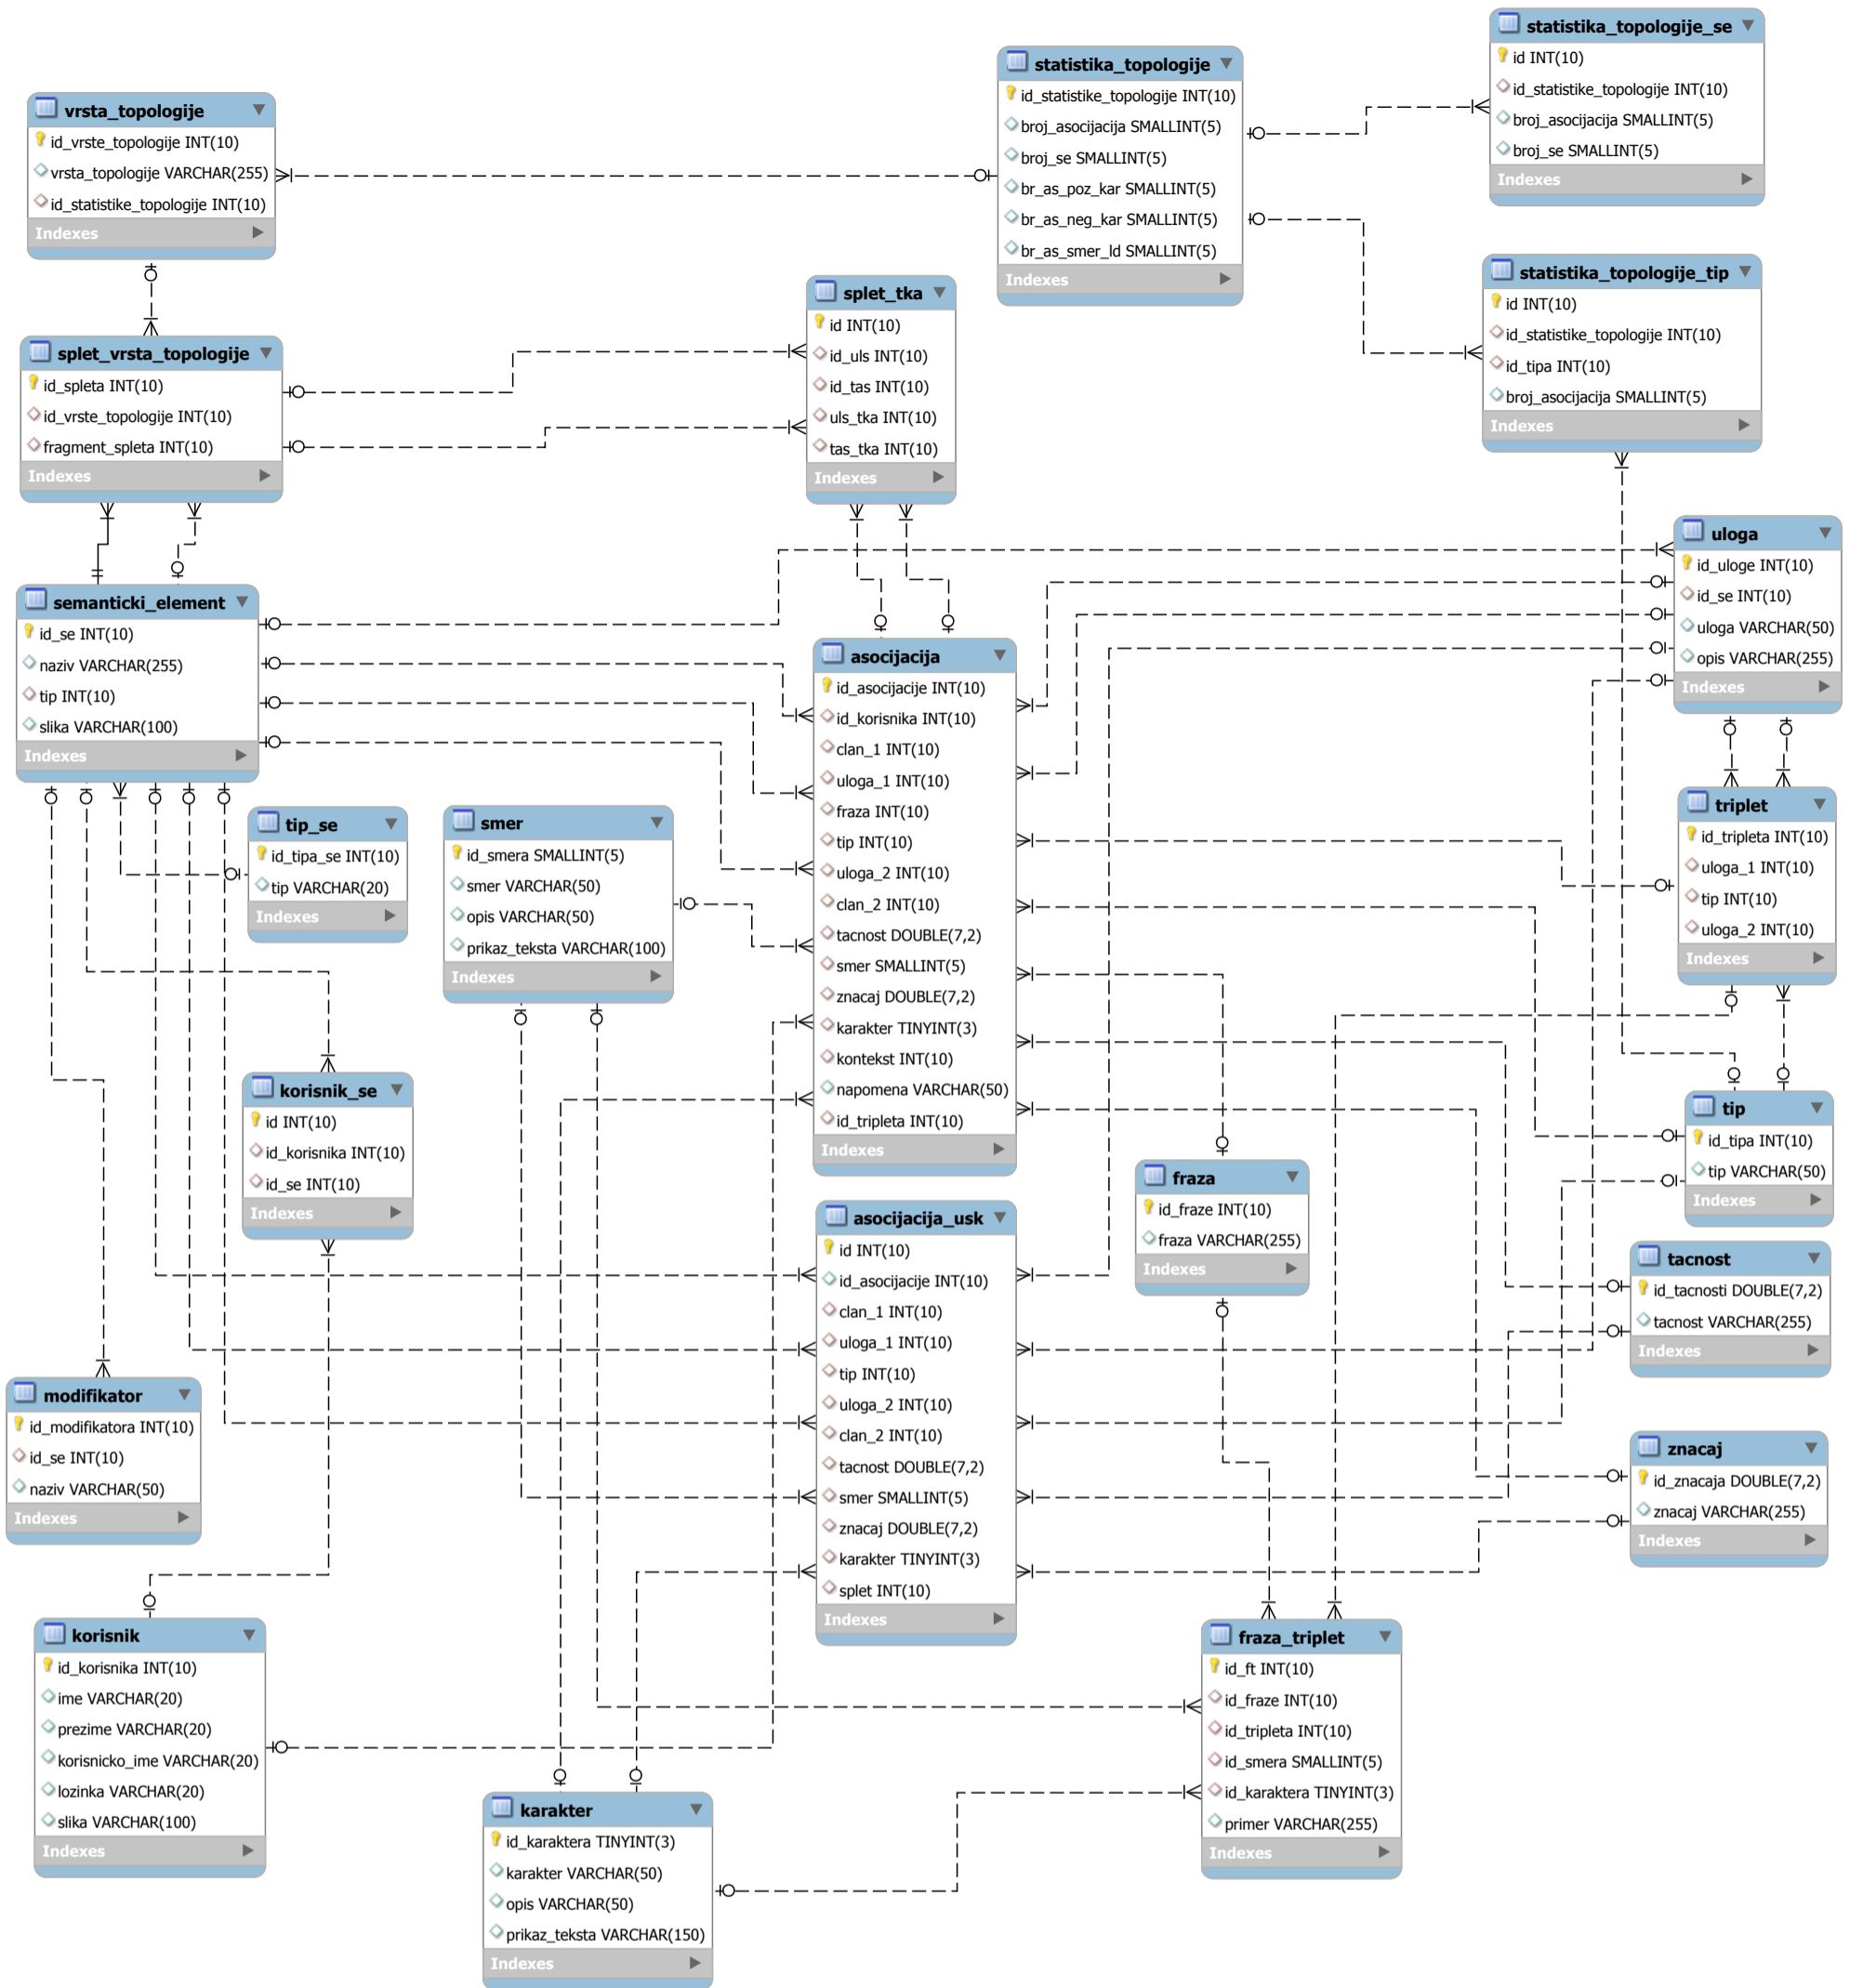 vrsta_topologije
id_vrste_topologije INT(10)
vrsta_topologije VARCHAR(255)
id_statistike_topologije INT(10)
Indexes
statistika_topologije
id_statistike_topologije INT(10)
broj_asocijacija SMALLINT(5)
broj_se SMALLINT(5)
br_as_poz_kar SMALLINT(5)
br_as_neg_kar SMALLINT(5)
br_as_smer_ld SMALLINT(5)
Indexes
statistika_topologije_se
id INT(10)
id_statistike_topologije INT(10)
broj_asocijacija SMALLINT(5)
broj_se SMALLINT(5)
Indexes
statistika_topologije_tip
id INT(10)
id_statistike_topologije INT(10)
id_tipa INT(10)
broj_asocijacija SMALLINT(5)
Indexes
splet_vrsta_topologije
id_spleta INT(10)
id_vrste_topologije INT(10)
fragment_spleta INT(10)
Indexes
splet_tka
id INT(10)
id_uls INT(10)
id_tas INT(10)
uls_tka INT(10)
tas_tka INT(10)
Indexes
uloga
id_uloge INT(10)
id_se INT(10)
uloga VARCHAR(50)
opis VARCHAR(255)
Indexes
semanticki_element
id_se INT(10)
naziv VARCHAR(255)
tip INT(10)
slika VARCHAR(100)
Indexes
asocijacija
id_asocijacije INT(10)
id_korisnika INT(10)
clan_1 INT(10)
uloga_1 INT(10)
fraza INT(10)
tip INT(10)
uloga_2 INT(10)
clan_2 INT(10)
tacnost DOUBLE(7,2)
smer SMALLINT(5)
znacaj DOUBLE(7,2)
karakter TINYINT(3)
kontekst INT(10)
napomena VARCHAR(50)
id_tripleta INT(10)
Indexes
tip_se
id_tipa_se INT(10)
tip VARCHAR(20)
Indexes
smer
id_smera SMALLINT(5)
smer VARCHAR(50)
opis VARCHAR(50)
prikaz_teksta VARCHAR(100)
Indexes
triplet
id_tripleta INT(10)
uloga_1 INT(10)
tip INT(10)
uloga_2 INT(10)
Indexes
korisnik_se
id INT(10)
id_korisnika INT(10)
id_se INT(10)
Indexes
tip
id_tipa INT(10)
tip VARCHAR(50)
Indexes
fraza
id_fraze INT(10)
fraza VARCHAR(255)
Indexes
asocijacija_usk
id INT(10)
id_asocijacije INT(10)
clan_1 INT(10)
uloga_1 INT(10)
tip INT(10)
uloga_2 INT(10)
clan_2 INT(10)
tacnost DOUBLE(7,2)
smer SMALLINT(5)
znacaj DOUBLE(7,2)
karakter TINYINT(3)
splet INT(10)
Indexes
tacnost
id_tacnosti DOUBLE(7,2)
tacnost VARCHAR(255)
Indexes
modifikator
id_modifikatora INT(10)
id_se INT(10)
naziv VARCHAR(50)
Indexes
znacaj
id_znacaja DOUBLE(7,2)
znacaj VARCHAR(255)
Indexes
korisnik
id_korisnika INT(10)
ime VARCHAR(20)
prezime VARCHAR(20)
korisnicko_ime VARCHAR(20)
lozinka VARCHAR(20)
slika VARCHAR(100)
Indexes
fraza_triplet
id_ft INT(10)
id_fraze INT(10)
id_tripleta INT(10)
id_smera SMALLINT(5)
id_karaktera TINYINT(3)
primer VARCHAR(255)
Indexes
karakter
id_karaktera TINYINT(3)
karakter VARCHAR(50)
opis VARCHAR(50)
prikaz_teksta VARCHAR(150)
Indexes